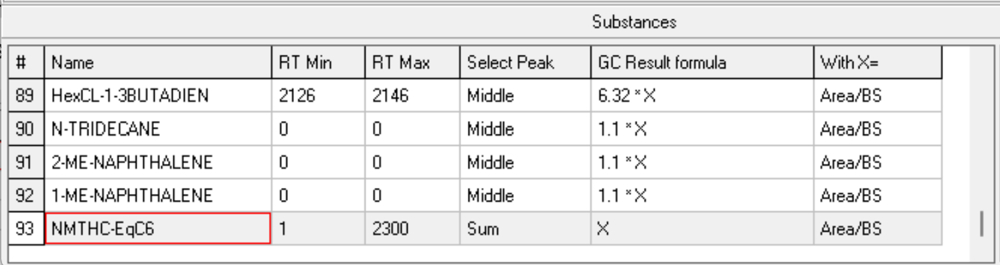 Substances
# Name RT Min RT Max Select Peak GC Result formula With X=
89 HexCL-1-3BUTADIEN 2126 2146 Middle 6.32 * X Area/BS
90 N-TRIDECANE 0 0 Middle 1.1 * X Area/BS
91 2-ME-NAPHTHALENE 0 0 Middle 1.1 * X Area/BS
92 1-ME-NAPHTHALENE 0 0 Middle 1.1 * X Area/BS
93 NMTHC-EqC6 1 2300 Sum X Area/BS